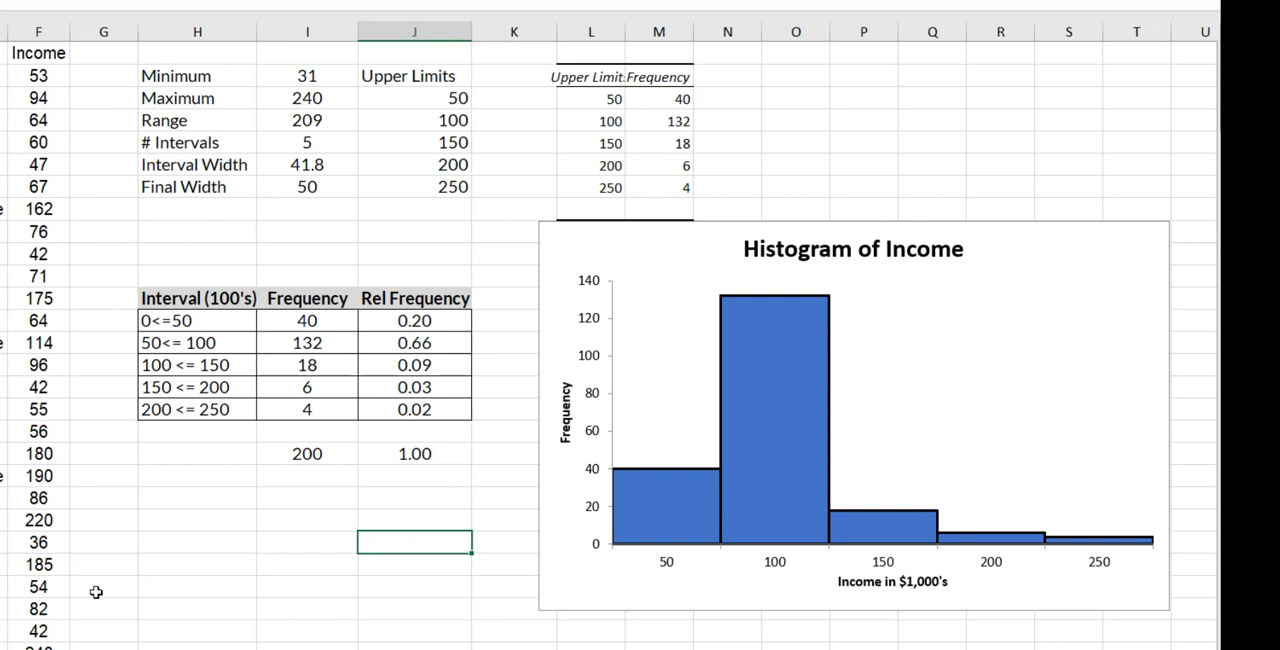 F G H I J K L M N O P Q R S T U
Income
53 Minimum 31 Upper Limits Upper Limit: Frequency
94 Maximum 240 50 50 40
64 Range 209 100 100 132
60 # Intervals 5 150 150 18
47 Interval Width 41.8 200 200 6
67 Final Width 50 250 250 4
e 162
76
42
71
175 Interval (100's) Frequency Rel Frequency
64 0<=50 40 0.20
e 114 50<= 100 132 0.66
96 100 <= 150 18 0.09
42 150 <= 200 6 0.03
55 200 <= 250 4 0.02
56
180 200 1.00
e 190
86
220
36
185
54
82
42
Histogram of Income
140
120
100
80
60
40
20
0
Frequency
50 100 150 200 250
Income in $1,000's